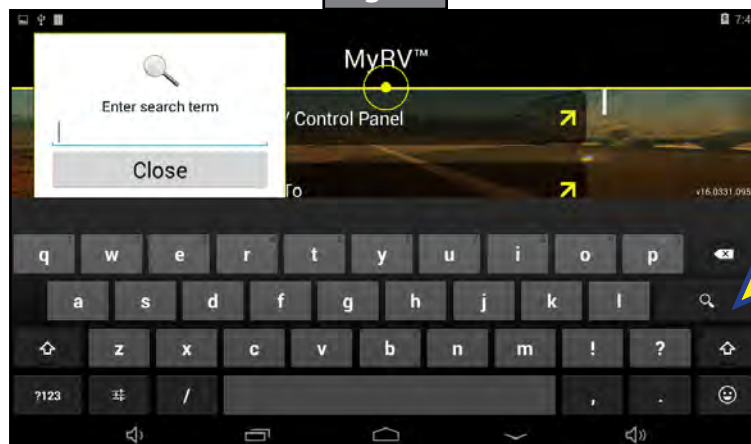 7:4
MyRV™
Enter search term
Control Panel
Close
To
v16.0331.095
q w e r t y u i o p
a s d f g h j k l
z x c v b n m ! ?
?123 / , .